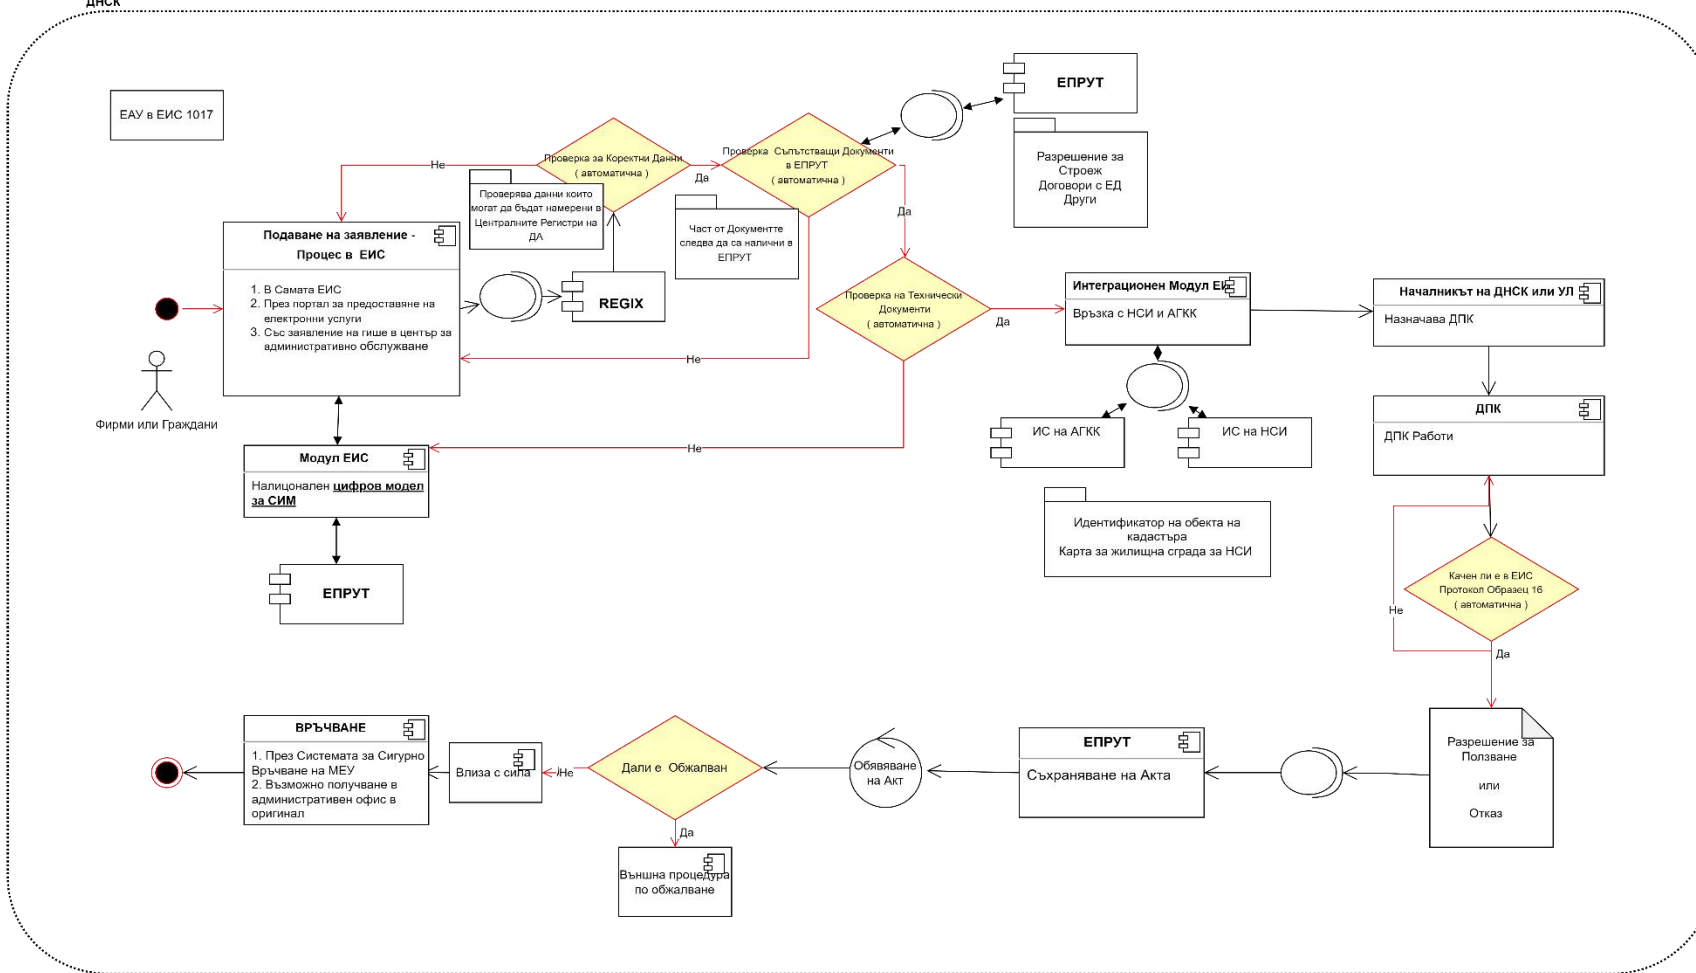 ДНСК
ЕАУ в ЕИС 1017
ЕПРУТ
Разрешение за
Строеж
Договори с ЕД
Други
Проверка за Коректни Данни
( автоматична )
Не
Да
Проверка Съпътстващи Документи
в ЕПРУТ
( автоматична )
Да
Проверява данни които
могат да бъдат намерени в
Централните Регистри на
ДА
Част от Документте
следва да са налични в
ЕПРУТ
Подаване на заявление -
Процес в ЕИС
1. В Самата ЕИС
2. През портал за предоставяне на
електронни услуги
3. Със заявление на гише в център за
административно обслужване
REGIX
Проверка на Технически
Документи
( автоматична )
Да
Не
Не
Интеграционен Модул ЕИ
Връзка с НСИ и АГКК
Началникът на ДНСК или УЛ
Назначава ДПК
Фирми или Граждани
ИС на АГКК
ИС на НСИ
ДПК
ДПК Работи
Модул ЕИС
Налиционален цифров модел
за СИМ
Идентификатор на обекта на
кадастъра
Карта за жилищна сграда за НСИ
ЕПРУТ
Качен ли е в ЕИС
Протокол Образец 16
( автоматична )
Не
Да
ВРЪЧВАНЕ
1. През Системата за Сигурно
Връчване на МЕУ
2. Възможно получване в
административен офис в
оригинал
Влиза с сила
Не
Дали е Обжалван
Да
Външна процедура
по обжалване
Обявяване
на Акт
ЕПРУТ
Съхраняване на Акта
Разрешение за
Ползване
или
Отказ